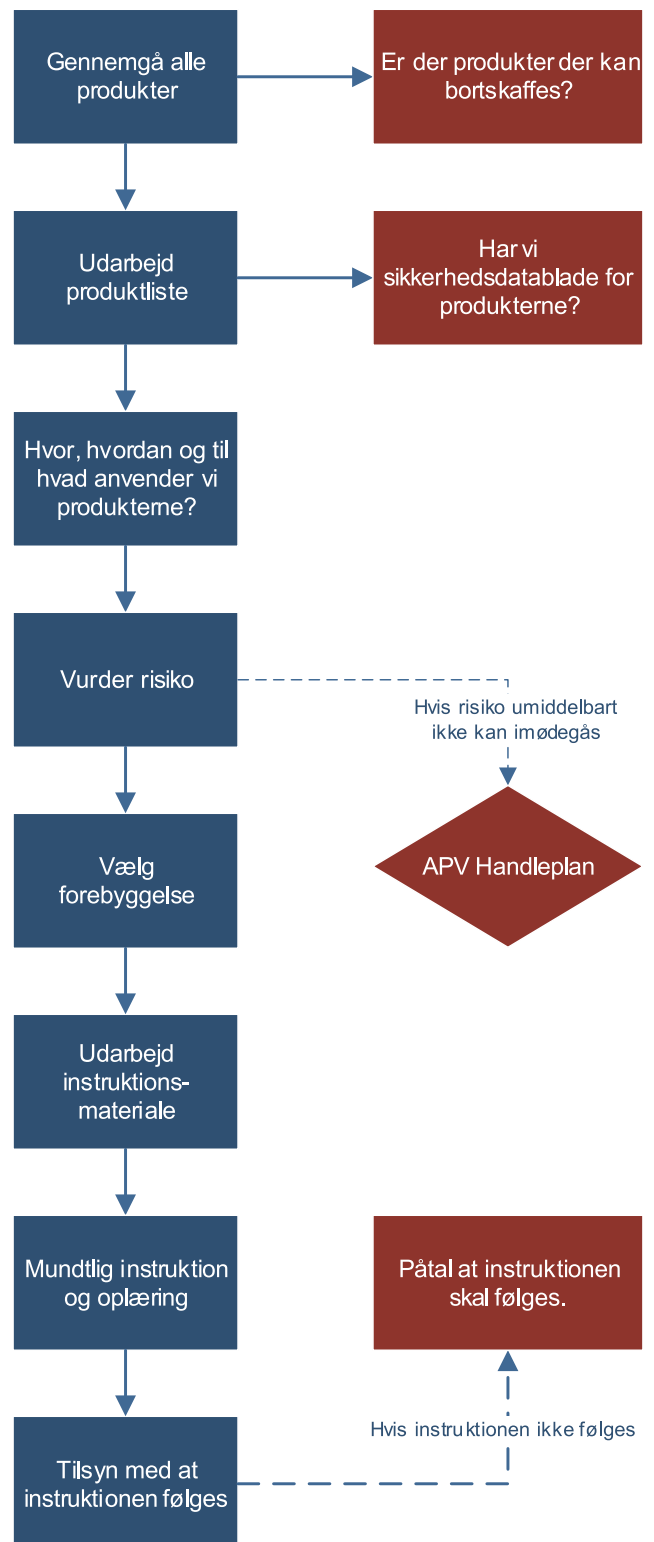 Gennemgå alle
produkter
Er der produkter der kan
bortskaffes?
Udarbejd
produktliste
Har vi
sikkerhedsdatablade for
produkterne?
Hvor, hvordan og til
hvad anvender vi
produkterne?
Vurder risiko
Hvis risiko umiddelbart
ikke kan imødegås
Vælg
forebyggelse
APV Handleplan
Udarbejd
instruktions-
materiale
Mundtlig instruktion
og oplæring
Påtal at instruktionen
skal følges.
Hvis instruktionen ikke følges
Tilsyn med at
instruktionen følges